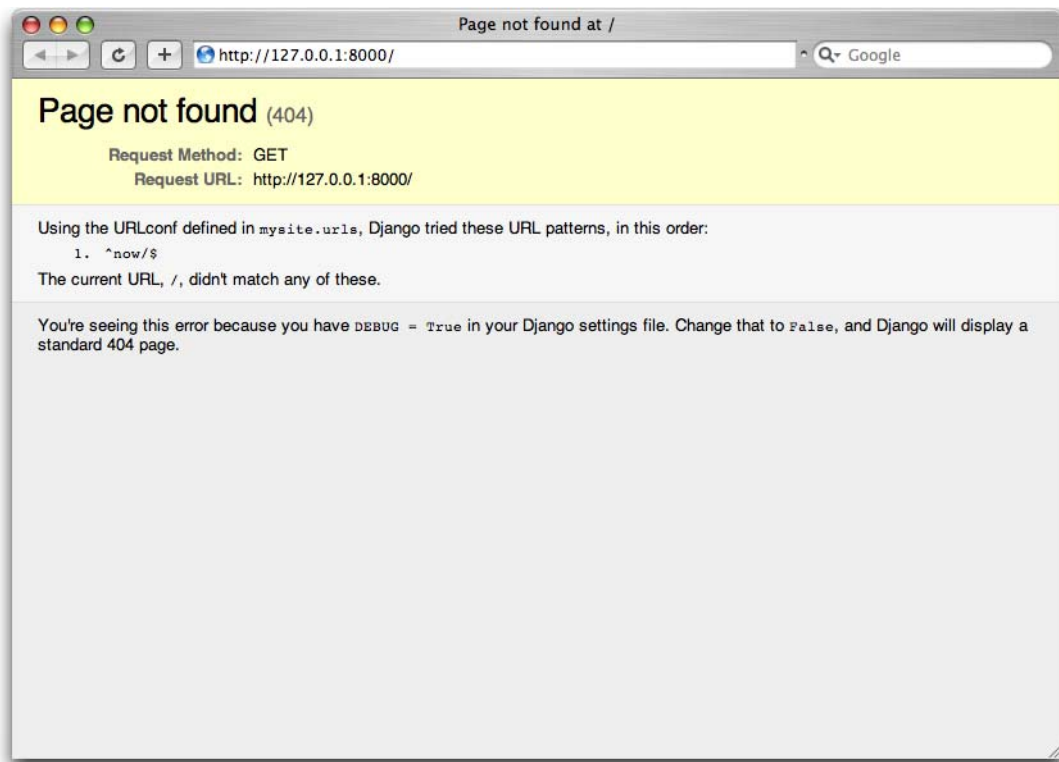 Page not found at /
http://127.0.0.1:8000/
Google
Page not found (404)
Request Method: GET
Request URL: http://127.0.0.1:8000/
Using the URLconf defined in mysite.urls, Django tried these URL patterns, in this order:
1. ^now/$
The current URL, /, didn't match any of these.
You're seeing this error because you have DEBUG = True in your Django settings file. Change that to False, and Django will display a
standard 404 page.